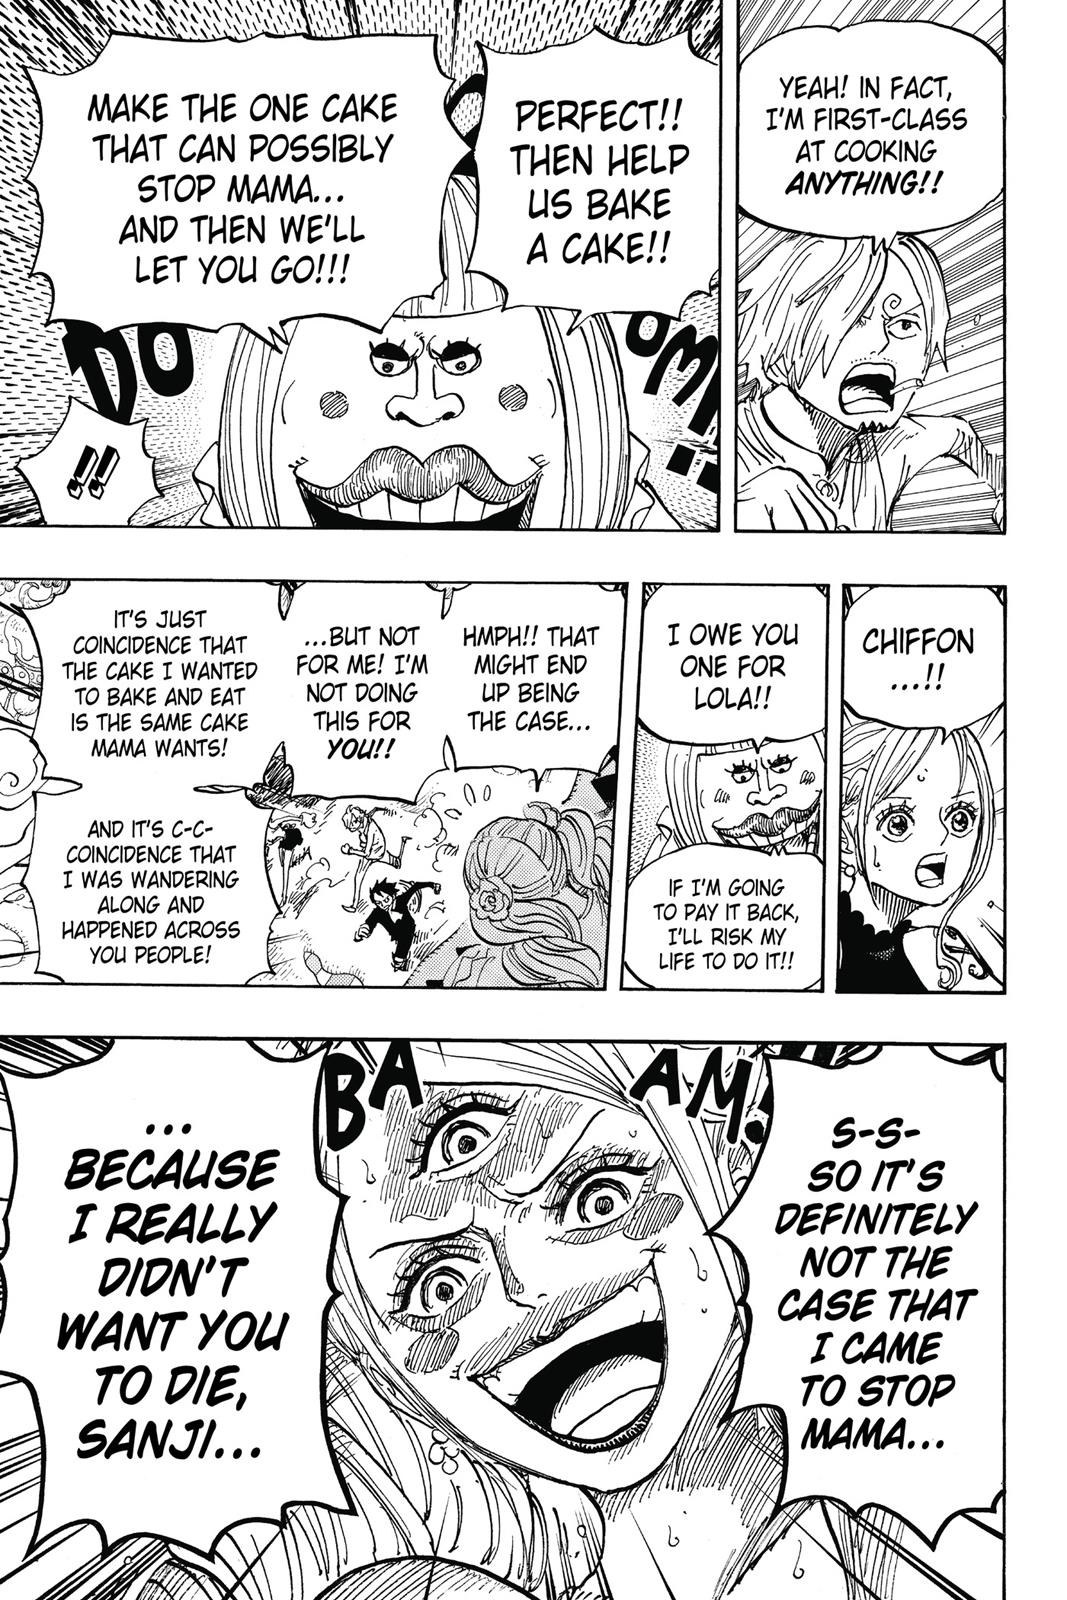 YEAH! IN FACT,
I'M FIRST-CLASS
AT COOKING
ANYTHING!!
PERFECT!!
THEN HELP
US BAKE
A CAKE!!
MAKE THE ONE CAKE
THAT CAN POSSIBLY
STOP MAMA...
AND THEN WE'LL
LET YOU GO!!!
DOOM!!
!!
CHIFFON
...!!
I OWE YOU
ONE FOR
LOLA!!
IF I'M GOING
TO PAY IT BACK,
I'LL RISK MY
LIFE TO DO IT!!
HMPH!! THAT
MIGHT END
UP BEING
THE CASE...
...BUT NOT
FOR ME! I'M
NOT DOING
THIS FOR
YOU!!
IT'S JUST
COINCIDENCE THAT
THE CAKE I WANTED
TO BAKE AND EAT
IS THE SAME CAKE
MAMA WANTS!
AND IT'S C-C-
COINCIDENCE THAT
I WAS WANDERING
ALONG AND
HAPPENED ACROSS
YOU PEOPLE!
S-S-
SO IT'S
DEFINITELY
NOT THE
CASE THAT
I CAME
TO STOP
MAMA...
BAAM!
...
BECAUSE
I REALLY
DIDN'T
WANT YOU
TO DIE,
SANJI...